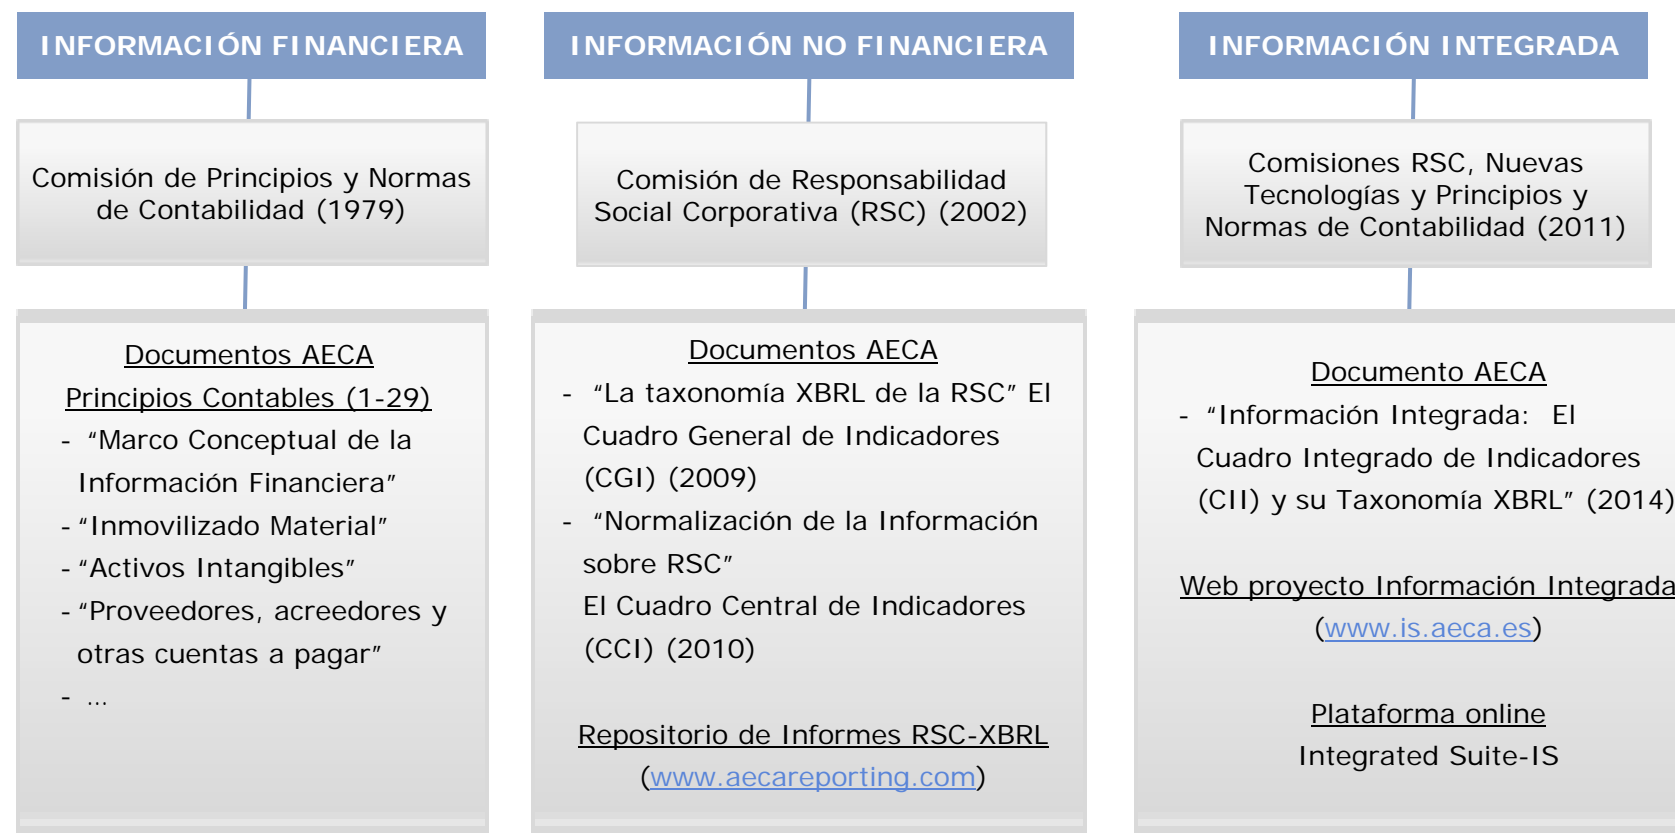 INFORMACIÓN FINANCIERA
Comisión de Principios y Normas
de Contabilidad (1979)
Documentos AECA
Principios Contables (1-29)
- “Marco Conceptual de la
Información Financiera”
- “Inmovilizado Material”
- “Activos Intangibles”
- “Proveedores, acreedores y
otras cuentas a pagar”
- …
INFORMACIÓN NO FINANCIERA
Comisión de Responsabilidad
Social Corporativa (RSC) (2002)
Documentos AECA
- “La taxonomía XBRL de la RSC” El
Cuadro General de Indicadores
(CGI) (2009)
- “Normalización de la Información
sobre RSC”
El Cuadro Central de Indicadores
(CCI) (2010)
Repositorio de Informes RSC-XBRL
(www.aecareporting.com)
INFORMACIÓN INTEGRADA
Comisiones RSC, Nuevas
Tecnologías y Principios y
Normas de Contabilidad (2011)
Documento AECA
- “Información Integrada: El
Cuadro Integrado de Indicadores
(CII) y su Taxonomía XBRL” (2014)
Web proyecto Información Integrada
(www.is.aeca.es)
Plataforma online
Integrated Suite-IS